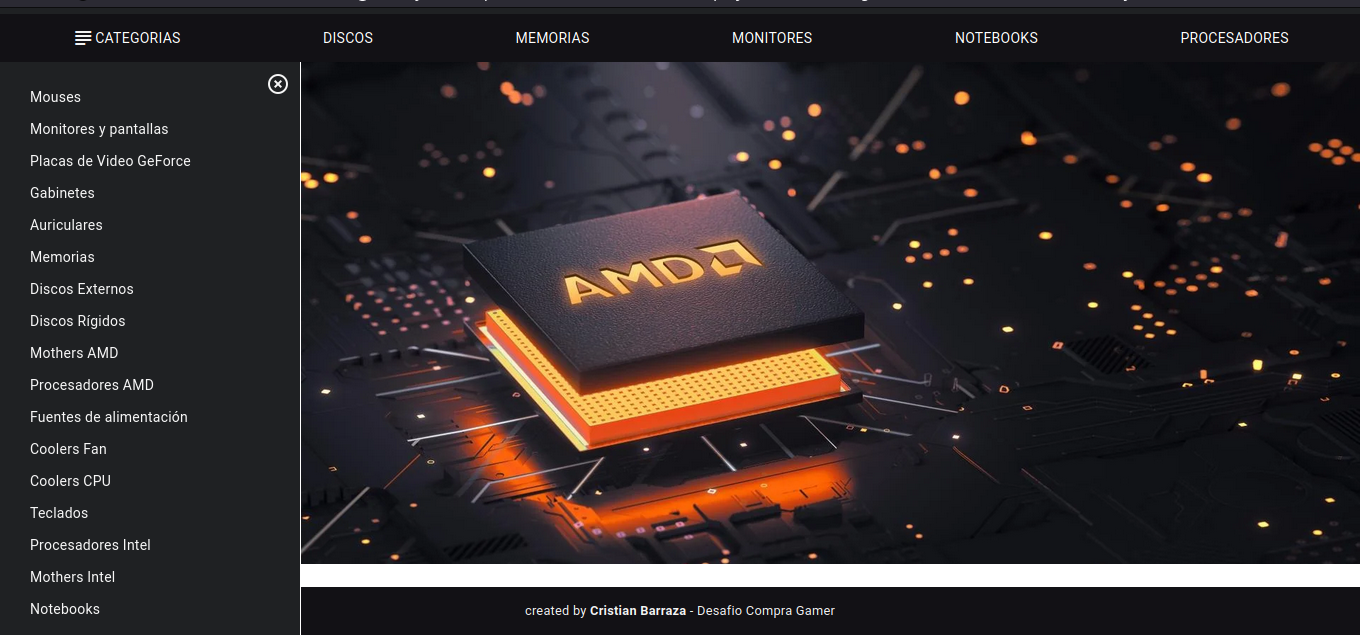 CATEGORIAS DISCOS MEMORIAS MONITORES NOTEBOOKS PROCESADORES
Mouses
Monitores y pantallas
Placas de Video GeForce
Gabinetes
Auriculares
Memorias
Discos Externos
Discos Rígidos
Mothers AMD
Procesadores AMD
Fuentes de alimentación
Coolers Fan
Coolers CPU
Teclados
Procesadores Intel
Mothers Intel
Notebooks
AMD
created by Cristian Barraza - Desafio Compra Gamer